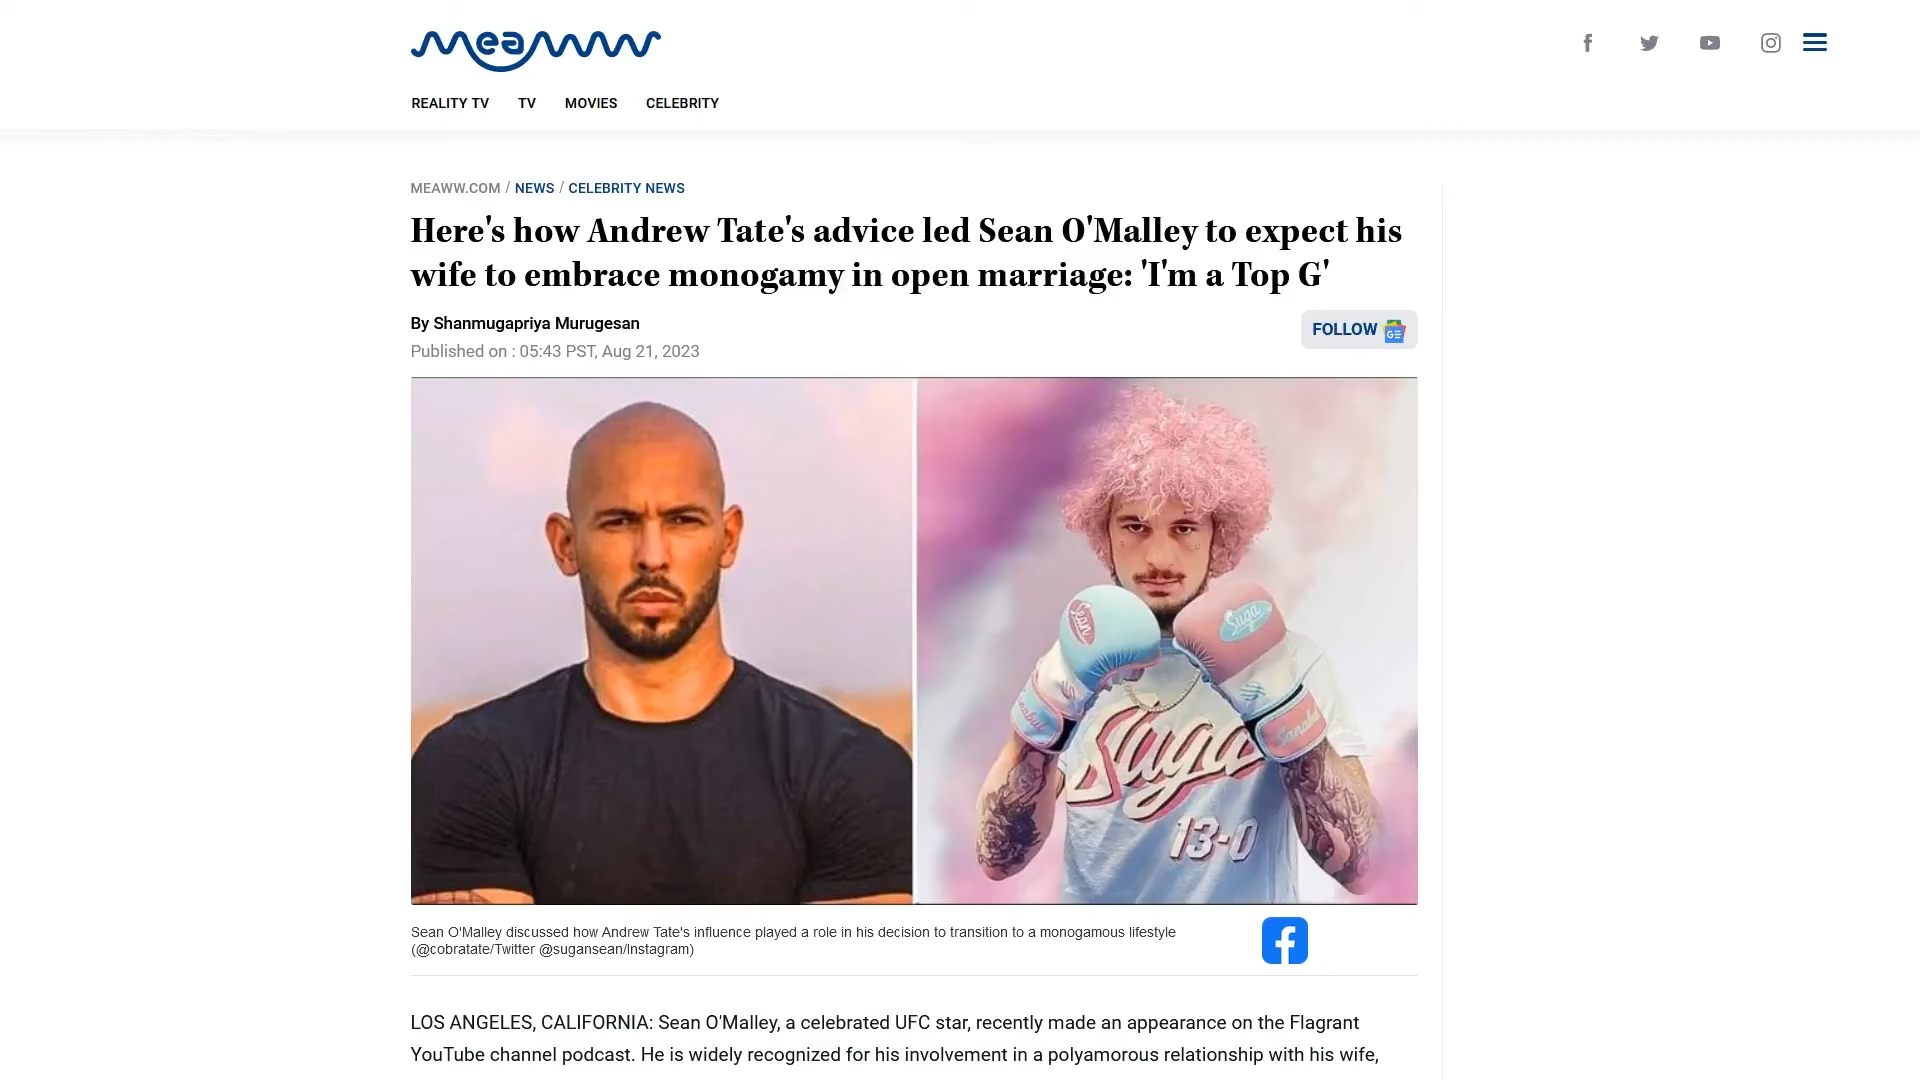 meaww
REALITY TV TV MOVIES CELEBRITY
MEAWW.COM / NEWS / CELEBRITY NEWS
Here's how Andrew Tate's advice led Sean O'Malley to expect his
wife to embrace monogamy in open marriage: 'I'm a Top G'
By Shanmugapriya Murugesan
FOLLOW GE
Published on : 05:43 PST, Aug 21, 2023
Sean
Suga
Sanabul
Sanabul
Suga
13-0
Sean O'Malley discussed how Andrew Tate's influence played a role in his decision to transition to a monogamous lifestyle
(@cobratate/Twitter @sugansean/Instagram)
LOS ANGELES, CALIFORNIA: Sean O'Malley, a celebrated UFC star, recently made an appearance on the Flagrant
YouTube channel podcast. He is widely recognized for his involvement in a polyamorous relationship with his wife,